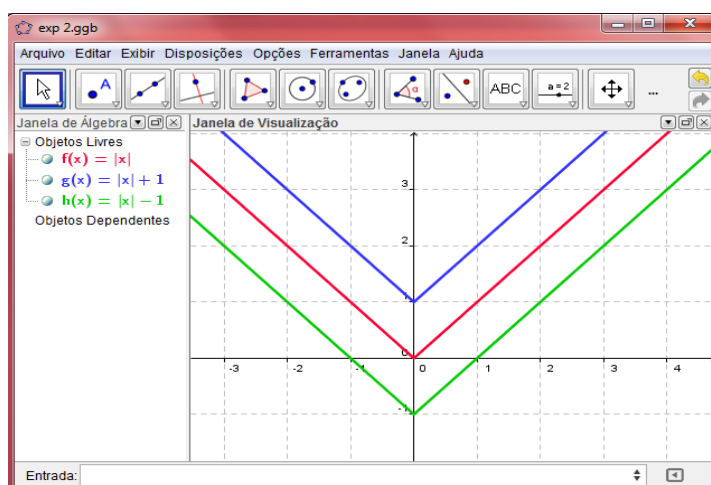 exp 2.ggb
Arquivo Editar Exibir Disposições Opções Ferramentas Janela Ajuda
A
α
ABC
a = 2
...
Janela de Álgebra
Janela de Visualização
Objetos Livres
f(x) = |x|
g(x) = |x| + 1
h(x) = |x| − 1
Objetos Dependentes
3
2
1
0
-3 -2 -1 0 1 2 3 4
-1
Entrada: